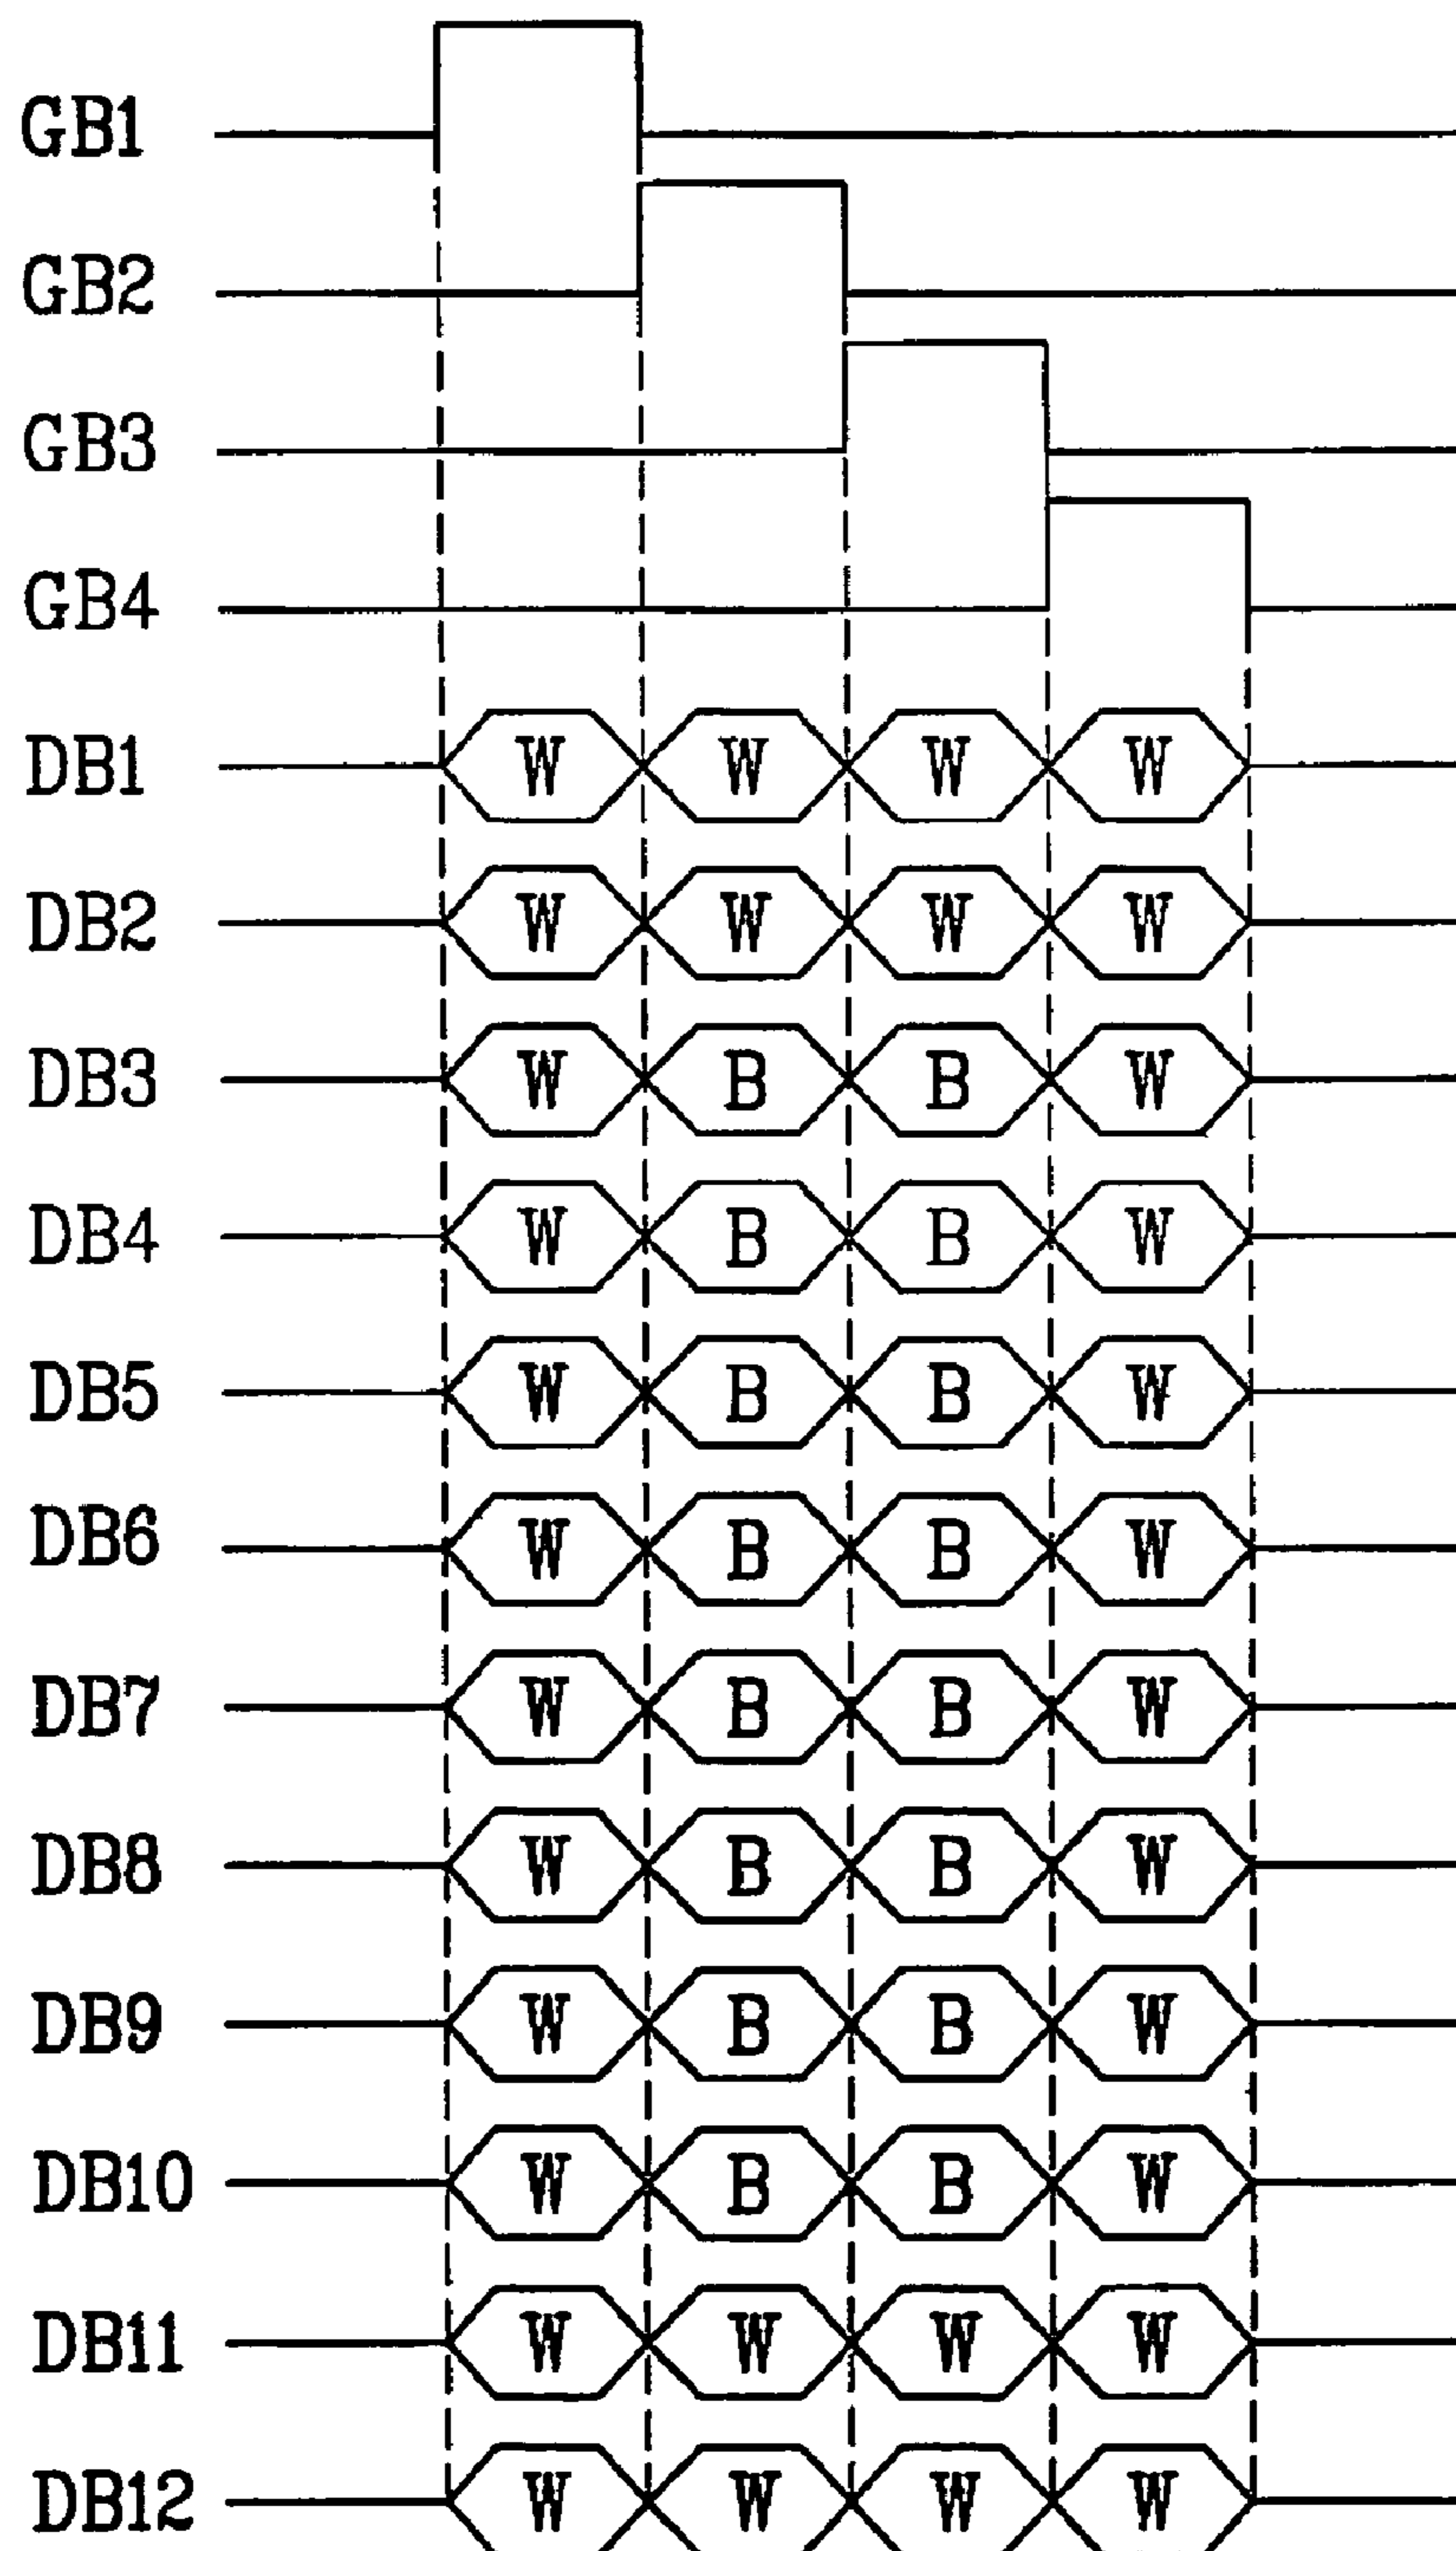 GB1
GB2
GB3
GB4
DB1 W W W W
DB2 W W W W
DB3 W B B W
DB4 W B B W
DB5 W B B W
DB6 W B B W
DB7 W B B W
DB8 W B B W
DB9 W B B W
DB10 W B B W
DB11 W W W W
DB12 W W W W